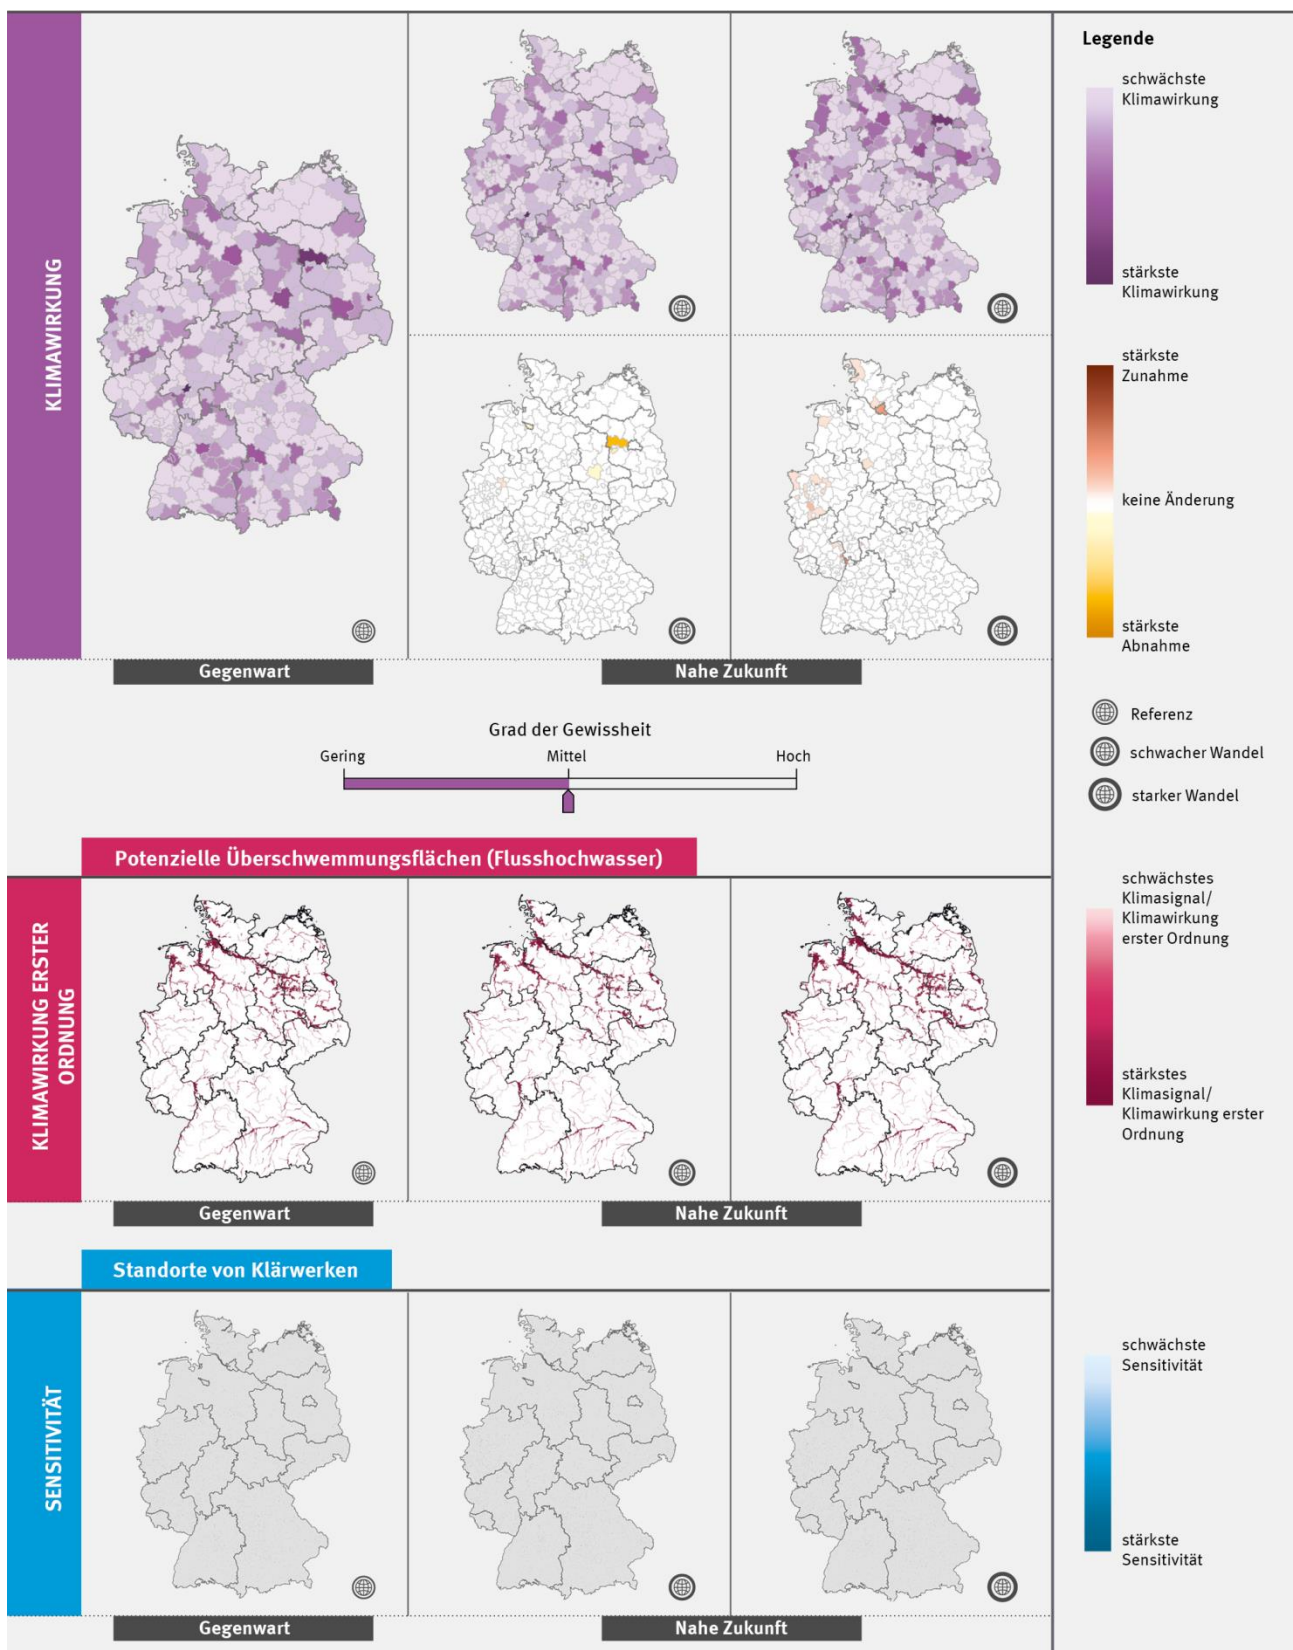 KLIMAWIRKUNG
Gegenwart
Nahe Zukunft
Grad der Gewissheit
Gering
Mittel
Hoch
Potenzielle Überschwemmungsflächen (Flusshochwasser)
KLIMAWIRKUNG ERSTER
ORDNUNG
Gegenwart
Nahe Zukunft
Standorte von Klärwerken
SENSITIVITÄT
Gegenwart
Nahe Zukunft
Legende
schwächste
Klimawirkung
stärkste
Klimawirkung
stärkste
Zunahme
keine Änderung
stärkste
Abnahme
Referenz
schwacher Wandel
starker Wandel
schwächstes
Klimasignal/
Klimawirkung
erster Ordnung
stärkstes
Klimasignal/
Klimawirkung erster
Ordnung
schwächste
Sensitivität
stärkste
Sensitivität